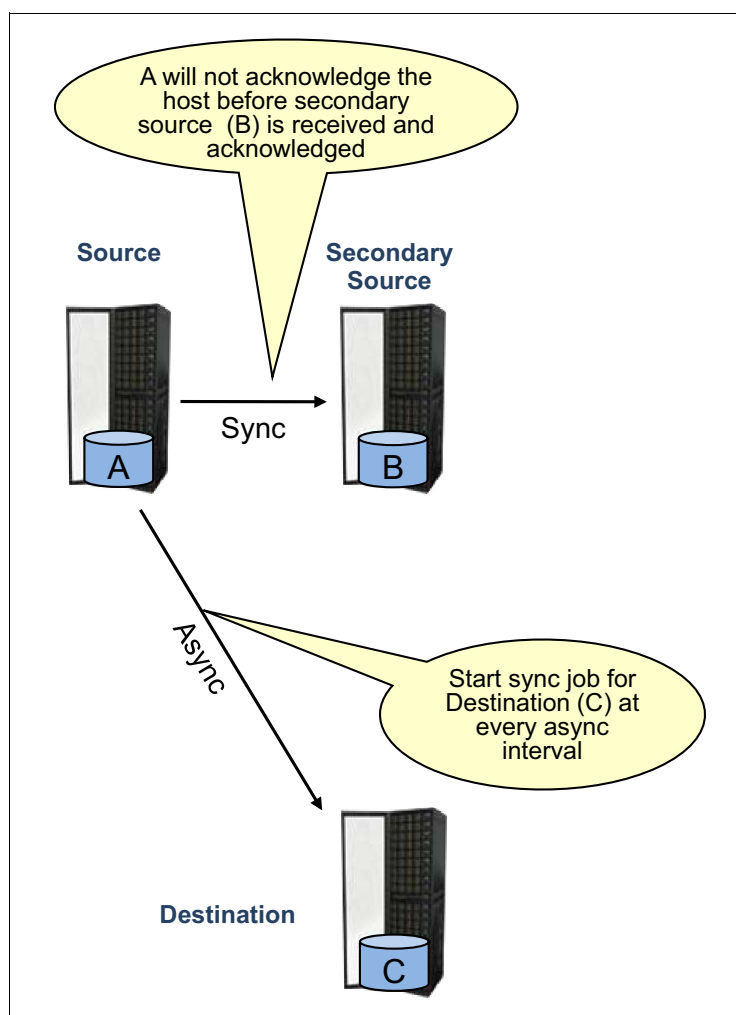 A will not acknowledge the
host before secondary
source (B) is received and
acknowledged
Source
Secondary
Source
A
Sync
B
Async
Start sync job for
Destination (C) at
every async
interval
Destination
C